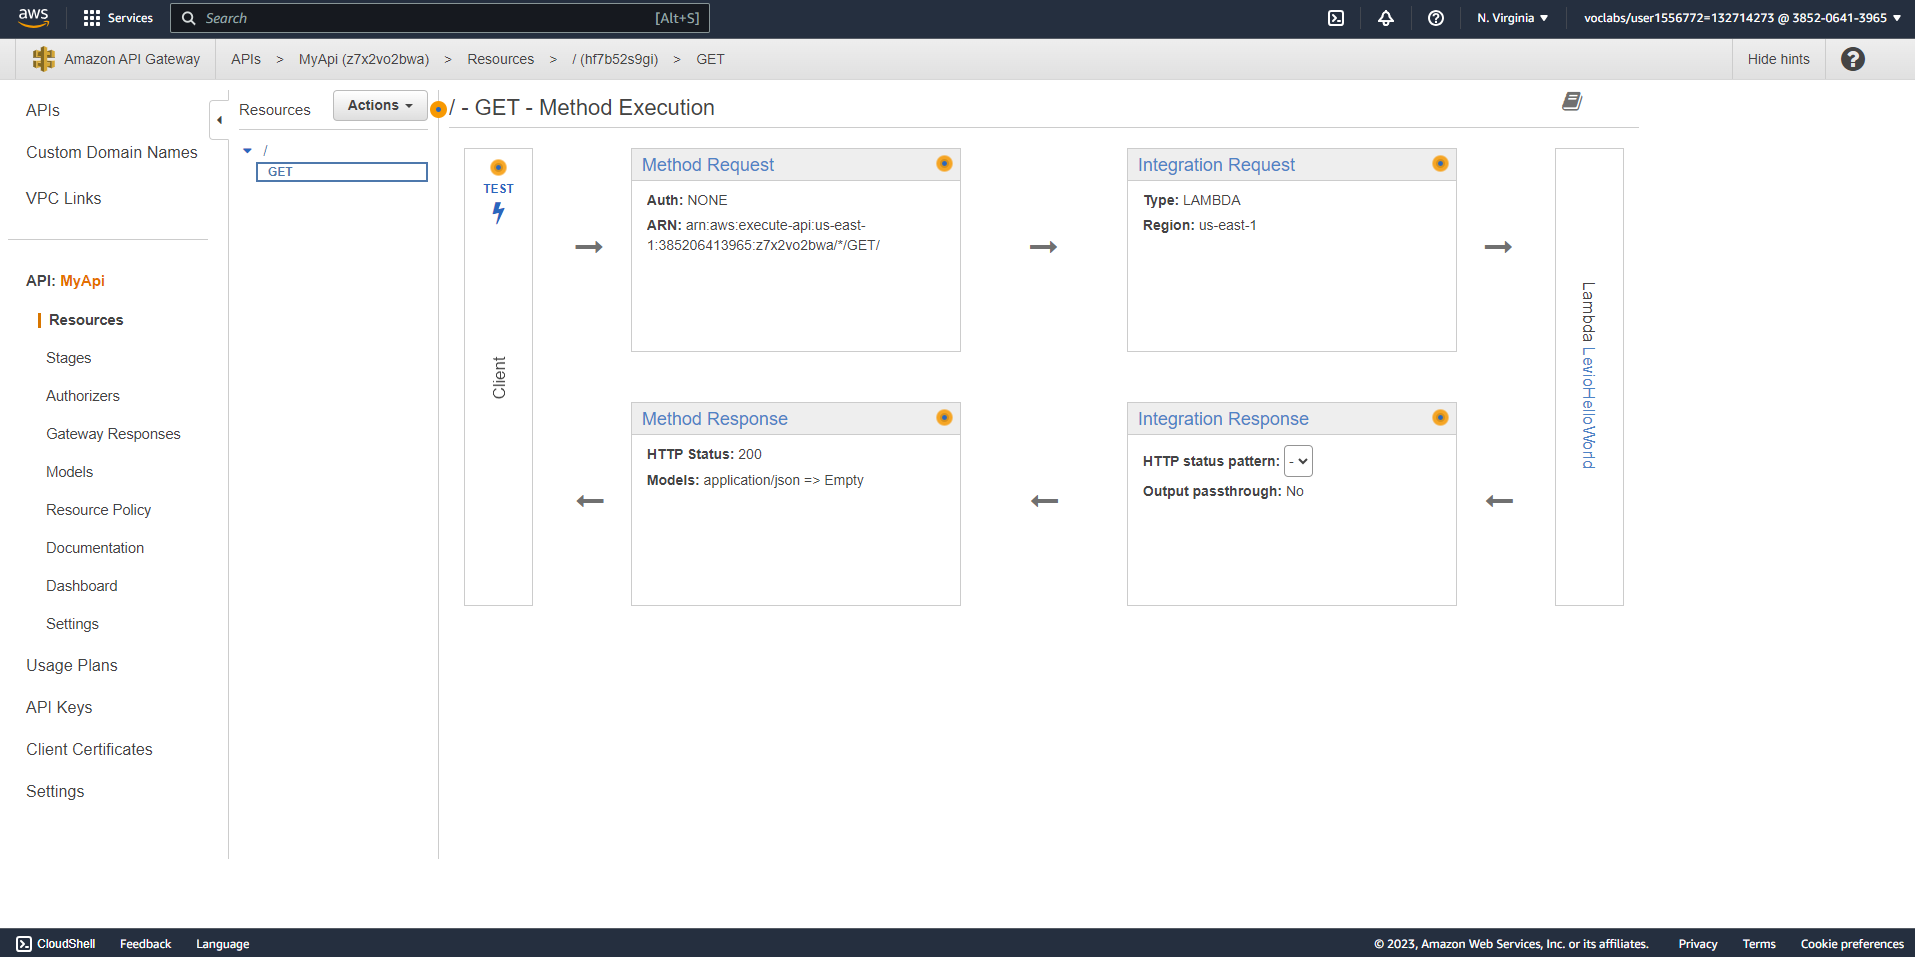 aws
Services
Search
[Alt+S]
N. Virginia
voclabs/user1556772=132714273 @ 3852-0641-3965
Amazon API Gateway
APIs > MyApi (z7x2vo2bwa) > Resources > / (hf7b52s9gi) > GET
Hide hints
APIs
Custom Domain Names
VPC Links
API: MyApi
Resources
Stages
Authorizers
Gateway Responses
Models
Resource Policy
Documentation
Dashboard
Settings
Usage Plans
API Keys
Client Certificates
Settings
Resources
Actions
/
GET
/ - GET - Method Execution
TEST
Client
Method Request
Auth: NONE
ARN: arn:aws:execute-api:us-east-
1:385206413965:z7x2vo2bwa/*/GET/
Integration Request
Type: LAMBDA
Region: us-east-1
Lambda LevioHelloWorld
Method Response
HTTP Status: 200
Models: application/json => Empty
Integration Response
HTTP status pattern: -
Output passthrough: No
CloudShell
Feedback
Language
© 2023, Amazon Web Services, Inc. or its affiliates.
Privacy
Terms
Cookie preferences